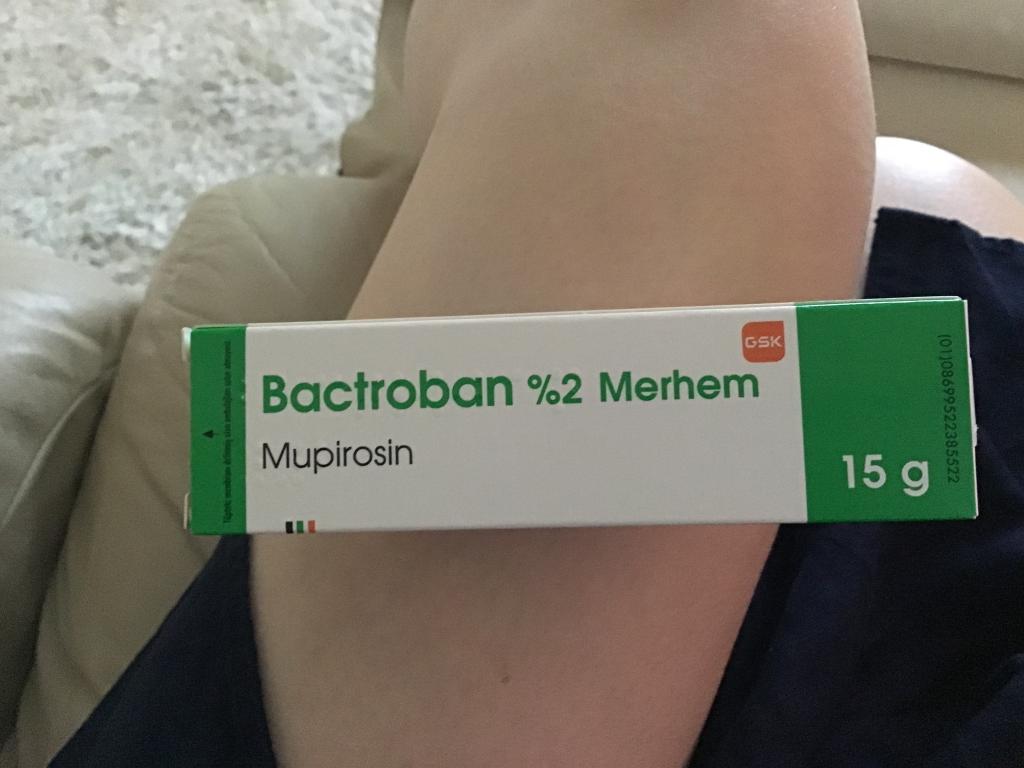 GSK
Bactroban %2 Merhem
Mupirosin
15 g
(01)08699522385522